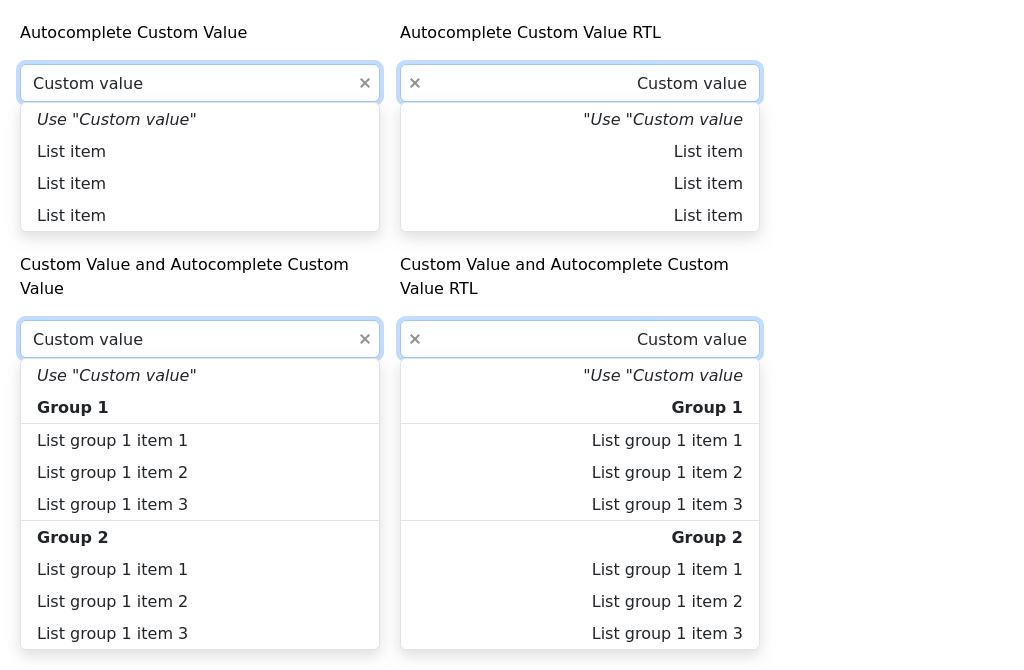 Autocomplete Custom Value
Custom value
Use "Custom value"
List item
List item
List item
Autocomplete Custom Value RTL
Custom value
"Use "Custom value
List item
List item
List item
Custom Value and Autocomplete Custom
Value
Custom value
Use "Custom value"
Group 1
List group 1 item 1
List group 1 item 2
List group 1 item 3
Group 2
List group 1 item 1
List group 1 item 2
List group 1 item 3
Custom Value and Autocomplete Custom
Value RTL
Custom value
"Use "Custom value
Group 1
List group 1 item 1
List group 1 item 2
List group 1 item 3
Group 2
List group 1 item 1
List group 1 item 2
List group 1 item 3